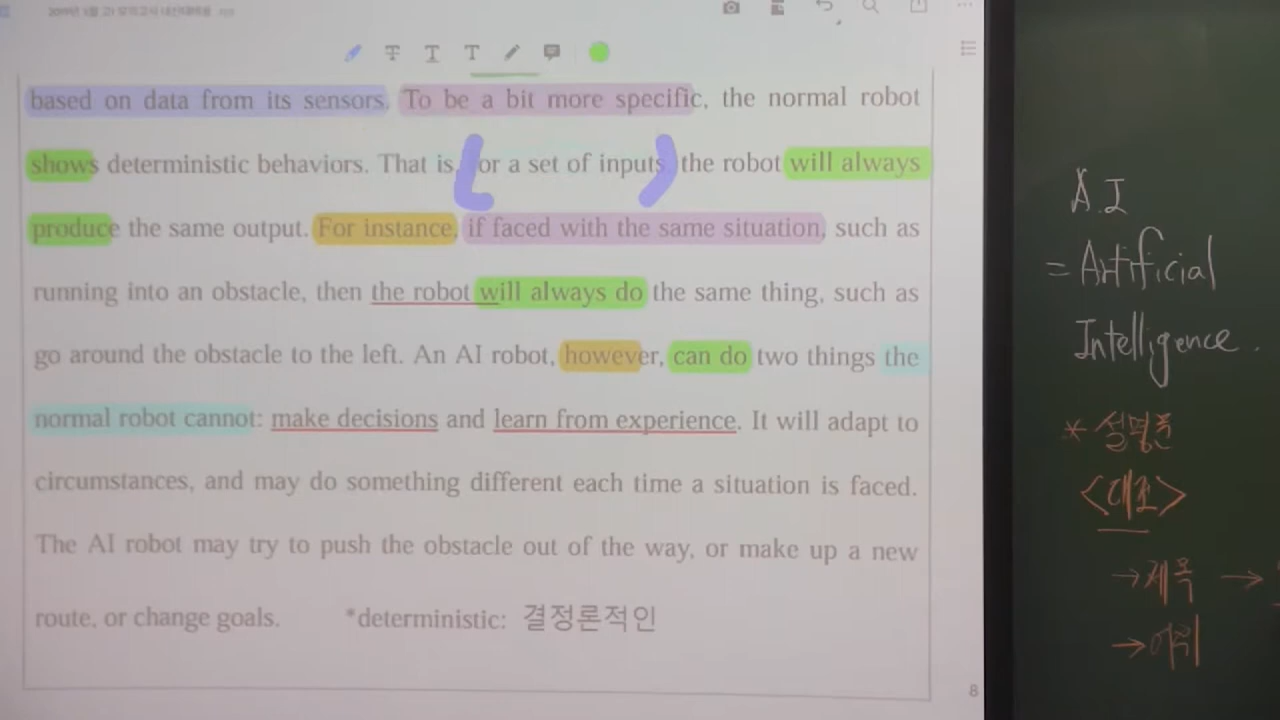 based on data from its sensors. To be a bit more specific, the normal robot
shows deterministic behaviors. That is, for a set of inputs, the robot will always
produce the same output. For instance, if faced with the same situation, such as
running into an obstacle, then the robot will always do the same thing, such as
go around the obstacle to the left. An AI robot, however, can do two things the
normal robot cannot: make decisions and learn from experience. It will adapt to
circumstances, and may do something different each time a situation is faced.
The AI robot may try to push the obstacle out of the way, or make up a new
route, or change goals. *deterministic: 결정론적인
8
A.I
= Artificial
Intelligence.
* 설명문
<대조>
→제목 →
→어휘